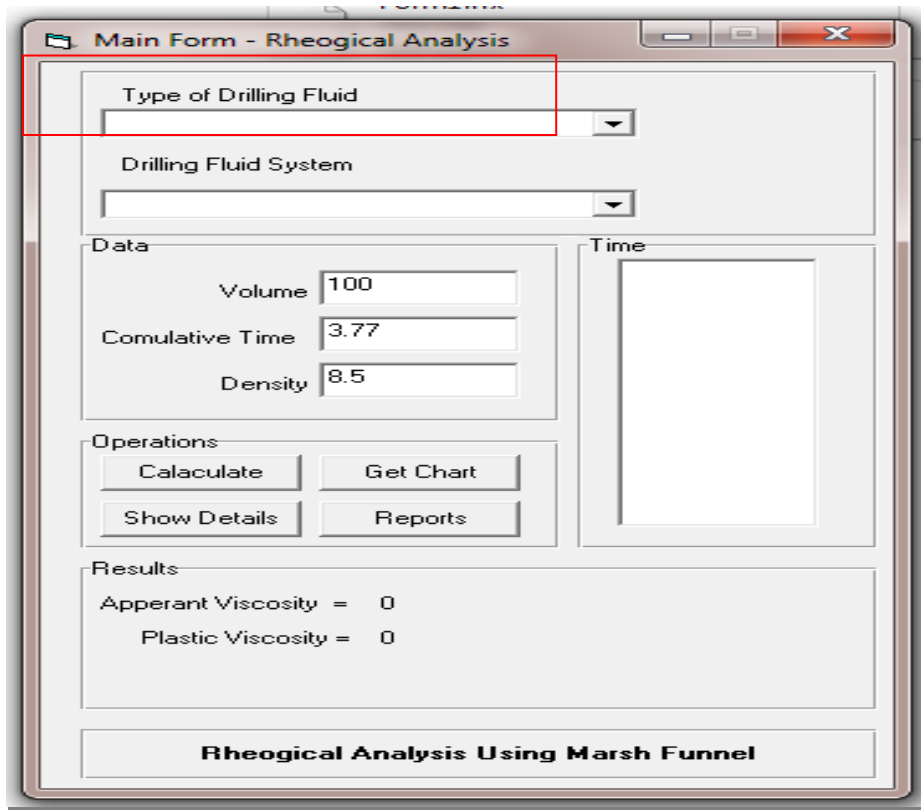 Main Form - Rheogical Analysis
Type of Drilling Fluid
Drilling Fluid System
Data
Volume 100
Comulative Time 3.77
Density 8.5
Time
Operations
Calaculate Get Chart
Show Details Reports
Results
Apperant Viscosity = 0
Plastic Viscosity = 0
Rheogical Analysis Using Marsh Funnel